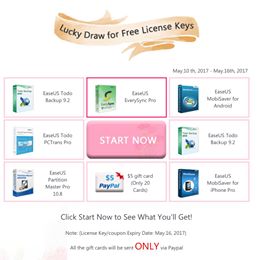 Lucky Draw for Free License Keys
May.10 th, 2017 - May.16th, 2017
EaseUS Todo
Backup 9.2
EaseUS
EverySync Pro
EaseUS
MobiSaver for
Android
EaseUS Todo
PCTrans Pro
START NOW
EaseUS Todo
Backup 9.2
EaseUS
Partition
Master Pro
10.8
$5
PayPal
$5 gift card
(Only 20
Cards)
EaseUS
MobiSaver for
iPhone Pro
Click Start Now to See What You'll Get!
Note: (License Key/coupon Expiry Date: May 16, 2017)
All the gift cards will be sent ONLY via Paypal